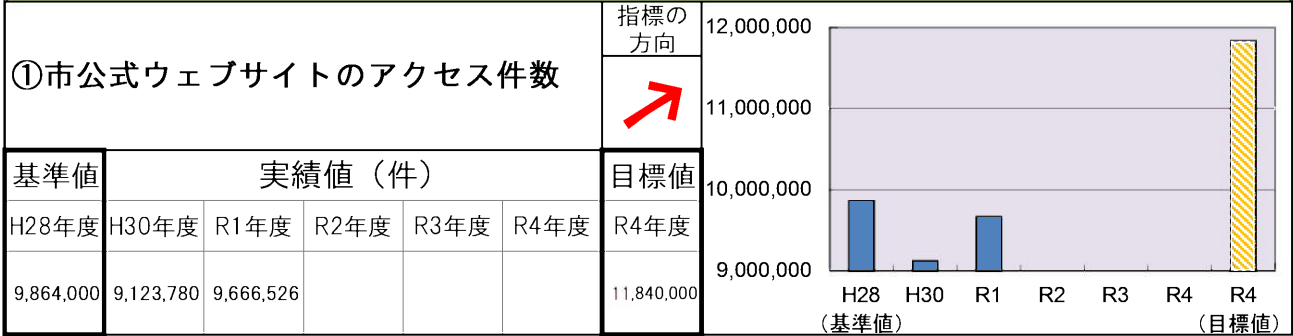 ①市公式ウェブサイトのアクセス件数
指標の
方向
基準値 実績値（件） 目標値
H28年度 H30年度 R1年度 R2年度 R3年度 R4年度 R4年度
9,864,000 9,123,780 9,666,526 11,840,000
12,000,000
11,000,000
10,000,000
9,000,000
H28 H30 R1 R2 R3 R4 R4
（基準値） （目標値）